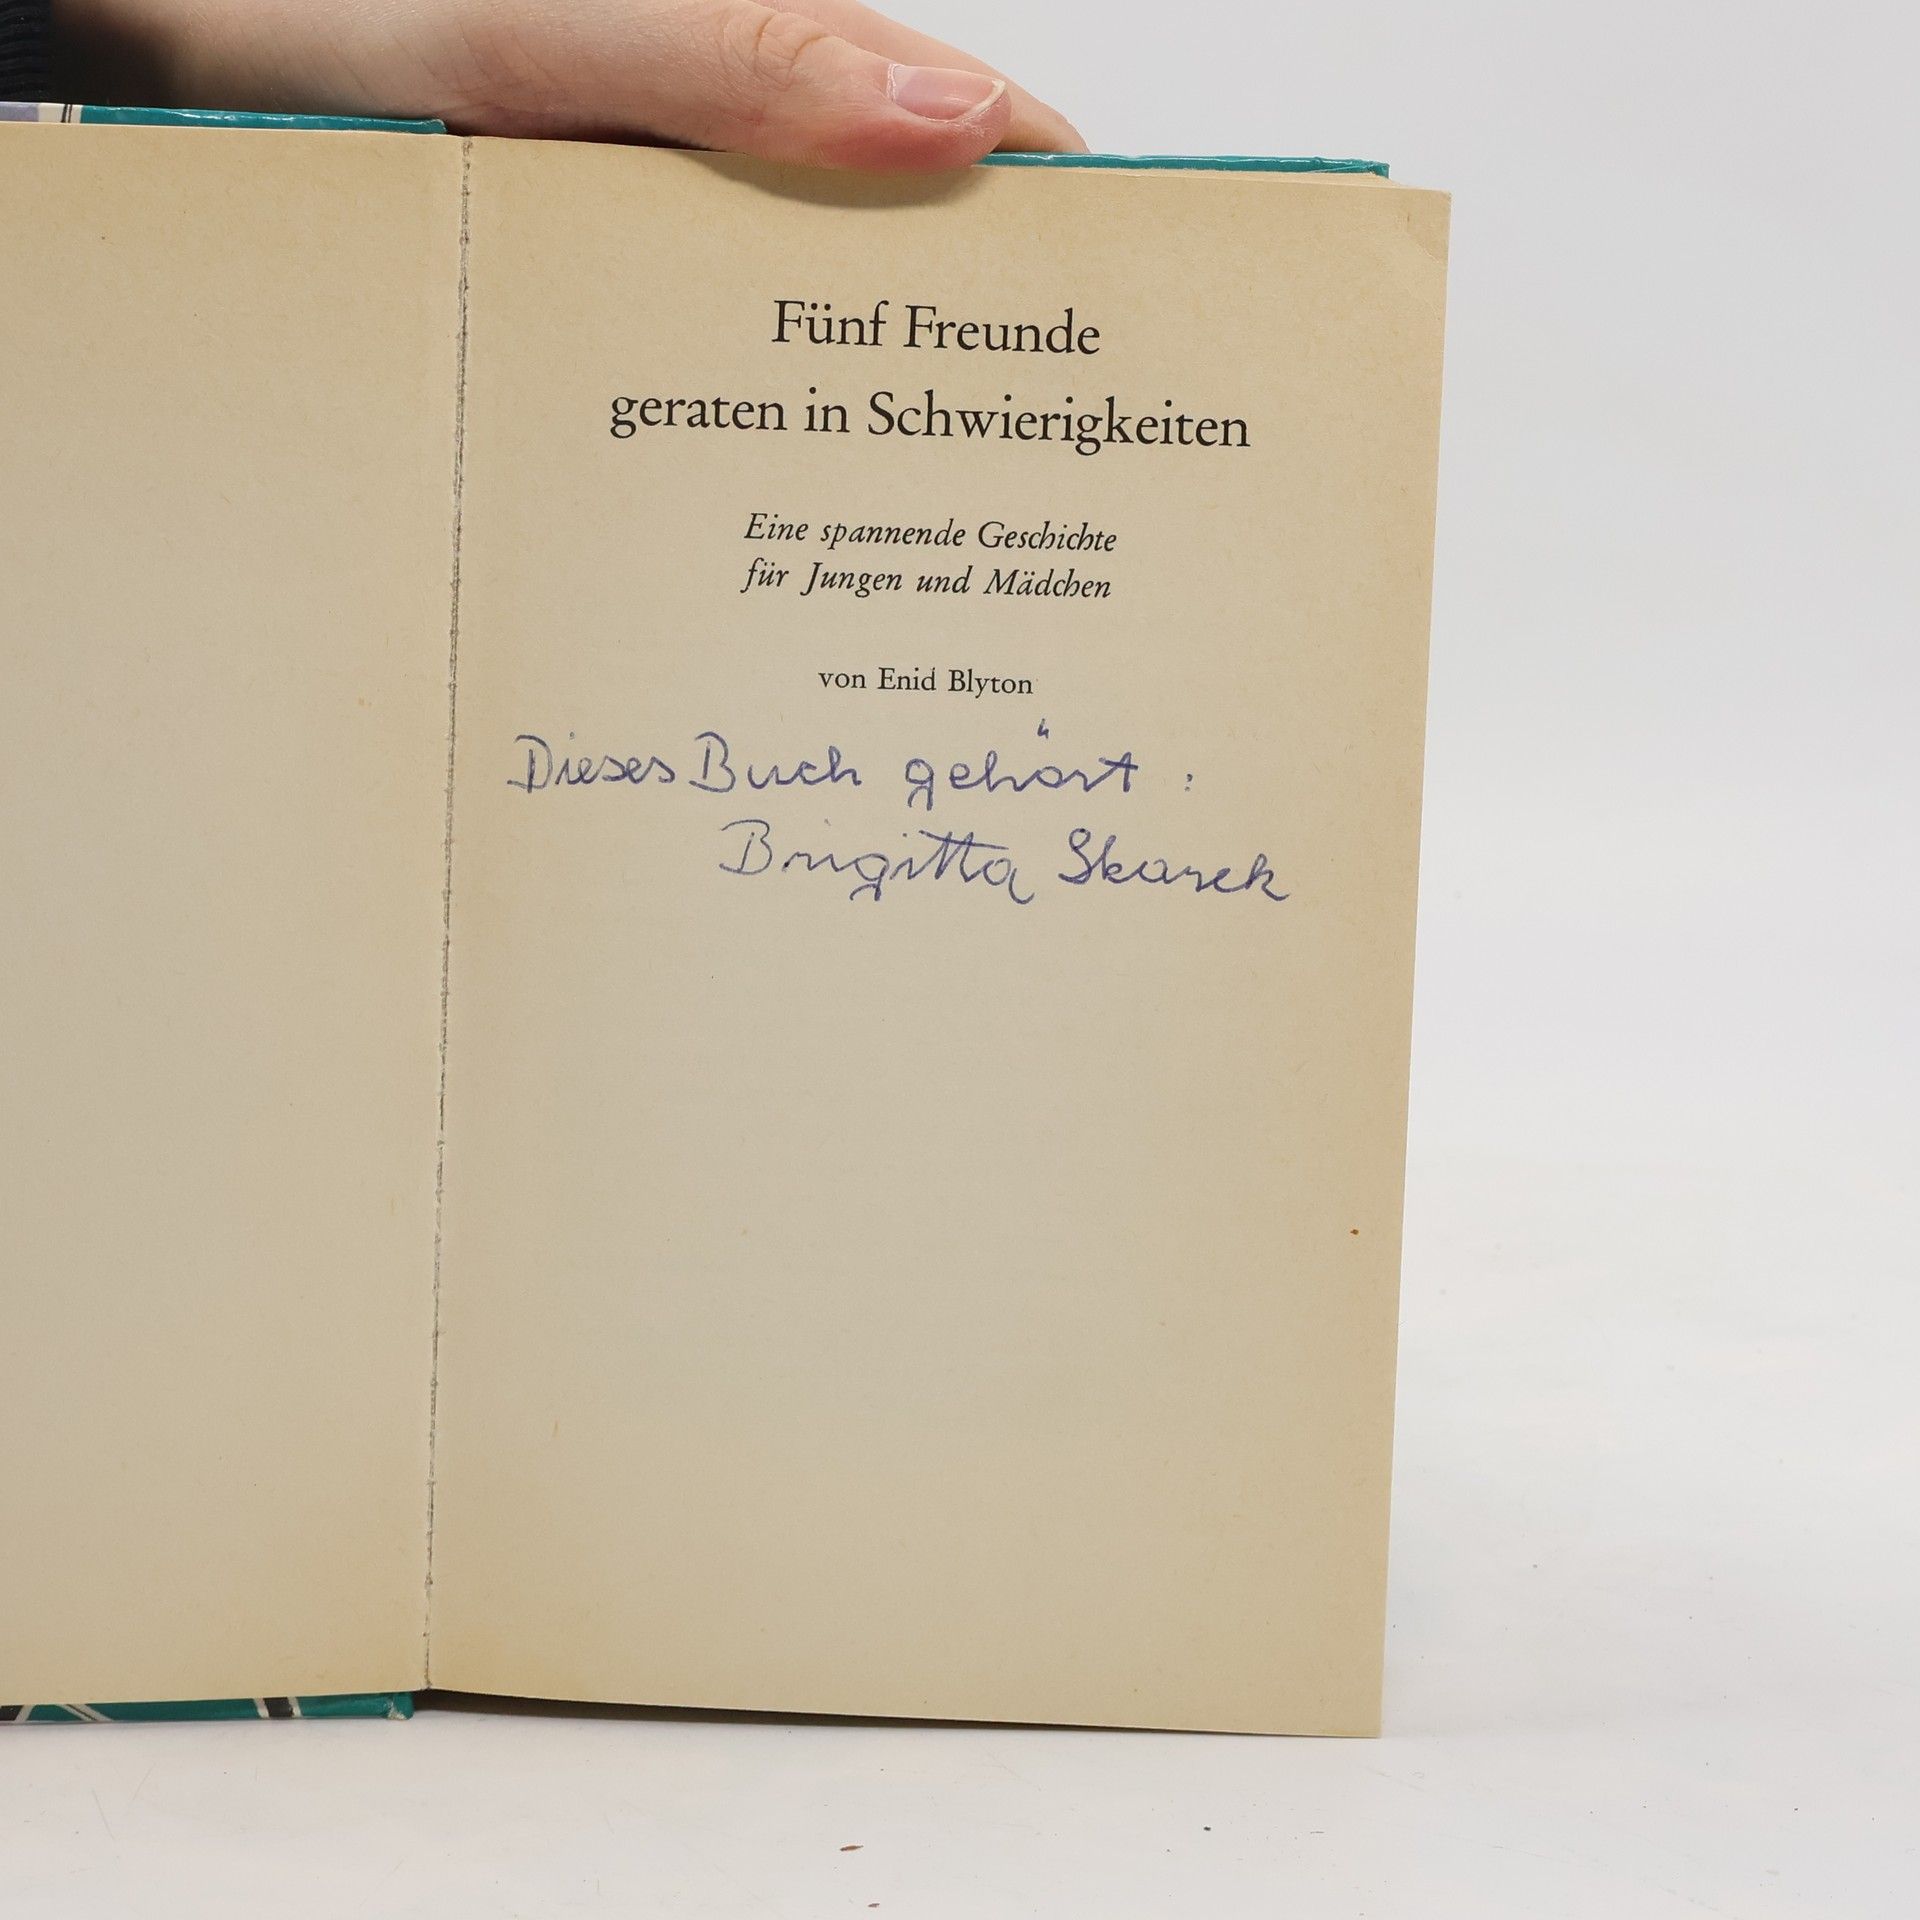 Fünf Freunde
geraten in Schwierigkeiten
Eine spannende Geschichte
für Jungen und Mädchen
von Enid Blyton
Dieses Buch gehört :
Brigitta Skarek